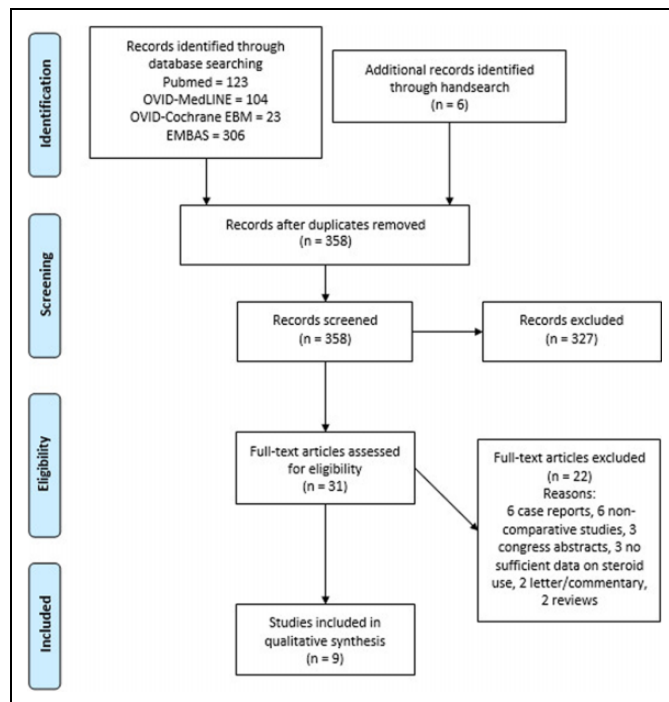 Identification
Records identified through
database searching
Pubmed = 123
OVID-MedLINE = 104
OVID-Cochrane EBM = 23
EMBAS = 306
Additional records identified
through handsearch
(n = 6)
Screening
Records after duplicates removed
(n = 358)
Records screened
(n = 358)
Records excluded
(n = 327)
Eligibility
Full-text articles assessed
for eligibility
(n = 31)
Full-text articles excluded
(n = 22)
Reasons:
6 case reports, 6 non-
comparative studies, 3
congress abstracts, 3 no
sufficient data on steroid
use, 2 letter/commentary,
2 reviews
Included
Studies included in
qualitative synthesis
(n = 9)